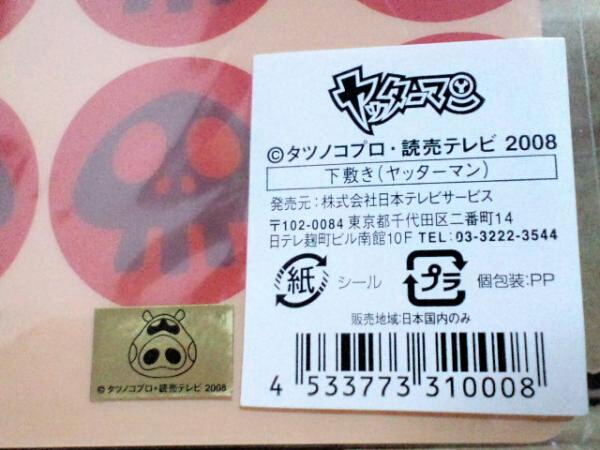 ヤッターマン
©タツノコプロ・読売テレビ 2008
下敷き(ヤッターマン)
発売元:株式会社日本テレビサービス
〒102-0084 東京都千代田区二番町14
日テレ麹町ビル南館10F TEL:03-3222-3544
紙 シール プラ 個包装:PP
販売地域:日本国内のみ
4 533773 310008
©タツノコプロ・読売テレビ 2008